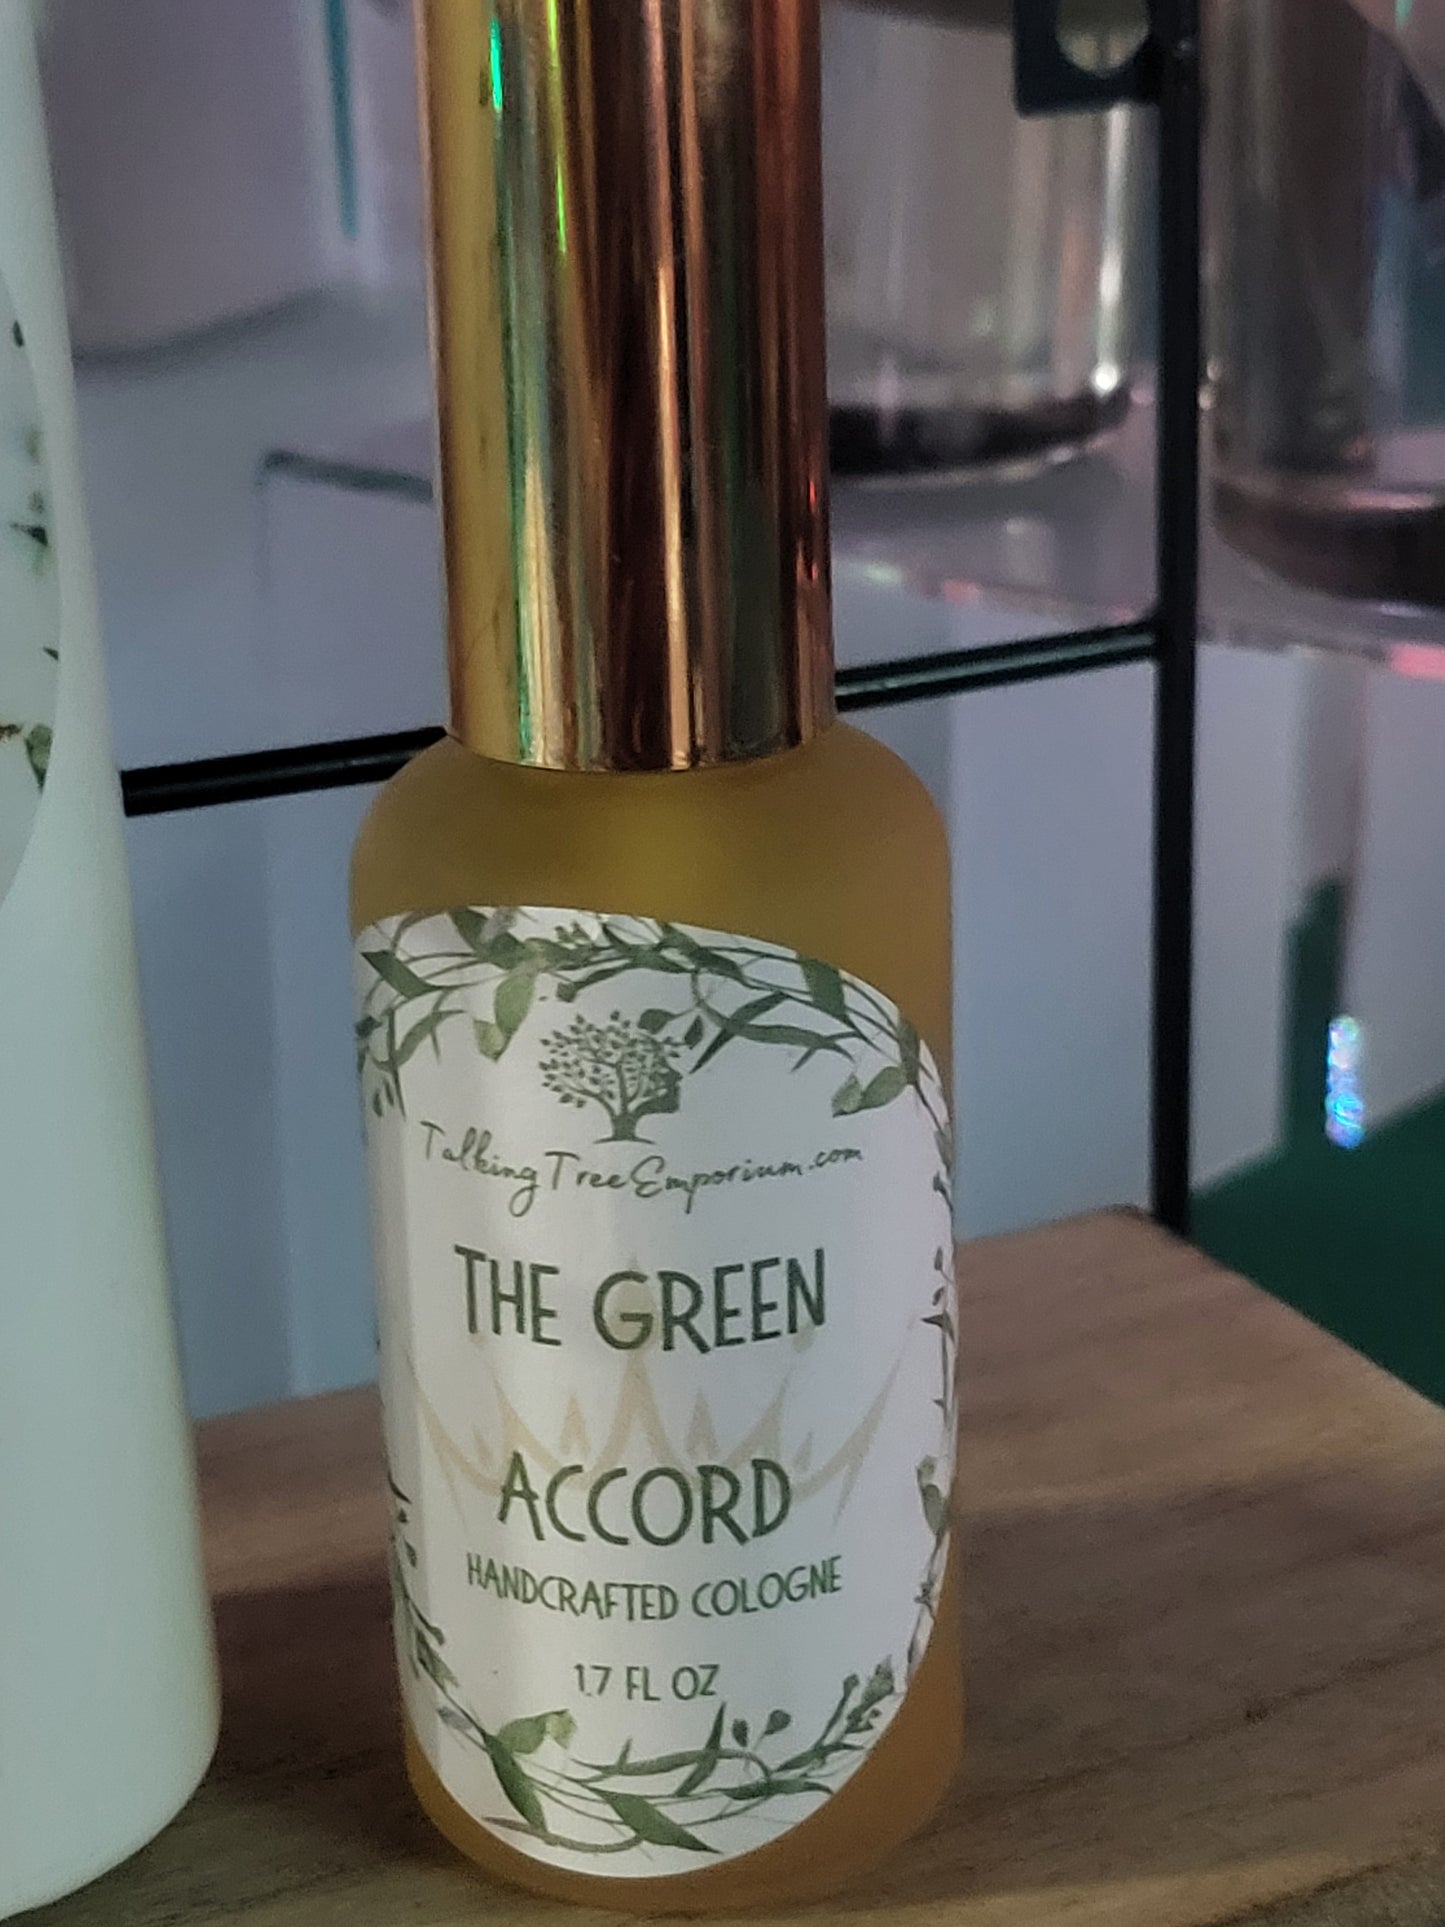 TalkingTreeEmporium.com
THE GREEN
ACCORD
HANDCRAFTED COLOGNE
1.7 FL OZ